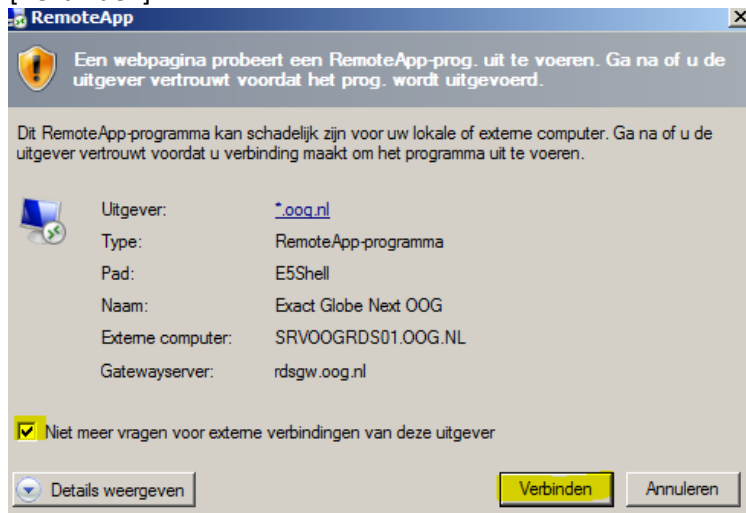 RemoteApp
Een webpagina probeert een RemoteApp-prog. uit te voeren. Ga na of u de
uitgever vertrouwt voordat het prog. wordt uitgevoerd.
Dit RemoteApp-programma kan schadelijk zijn voor uw lokale of externe computer. Ga na of u de
uitgever vertrouwt voordat u verbinding maakt om het programma uit te voeren.
Uitgever: *.oog.nl
Type: RemoteApp-programma
Pad: E5Shell
Naam: Exact Globe Next OOG
Externe computer: SRVOOGRDS01.OOG.NL
Gatewayserver: rdsgw.oog.nl
Niet meer vragen voor externe verbindingen van deze uitgever
Details weergeven Verbinden Annuleren